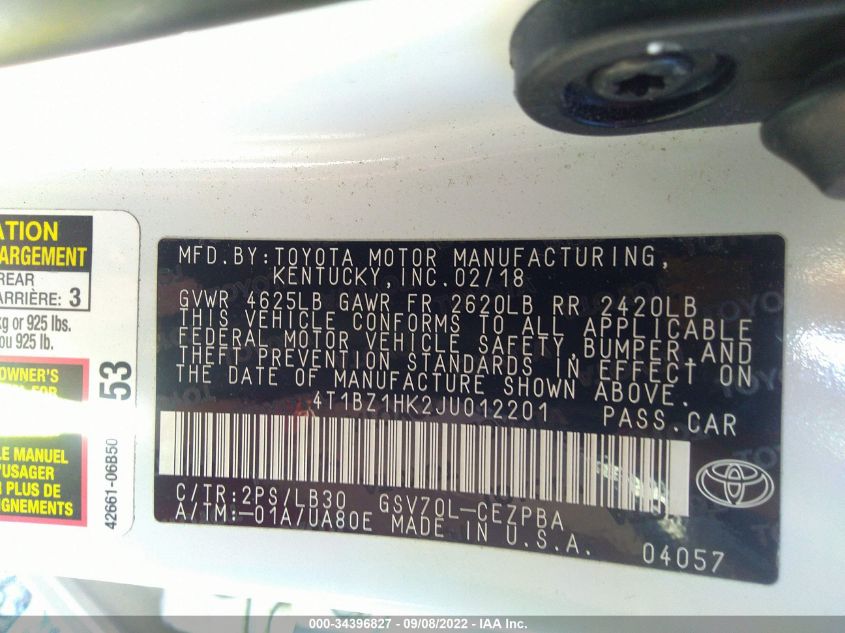 ATION
ARGEMENT
REAR
ARRIÈRE: 3
kg or 925 lbs.
ou 925 lb.
OWNER'S
LE MANUEL
'USAGER
N PLUS DE
IGNEMENTS
53
42661-06B50
MFD.BY:TOYOTA MOTOR MANUFACTURING,
KENTUCKY,INC.02/18
GVWR 4625LB GAWR FR 2620LB RR 2420LB
THIS VEHICLE CONFORMS TO ALL APPLICABLE
FEDERAL MOTOR VEHICLE SAFETY,BUMPER,AND
THEFT PREVENTION STANDARDS IN EFFECT ON
THE DATE OF MANUFACTURE SHOWN ABOVE.
4T1BZ1HK2JU012201 PASS.CAR
C/TR:2PS/LB30 GSV70L-CEZPBA
A/TM:-01A/UA80E MADE IN U.S.A. 04057
000-34396827 - 09/08/2022 - IAA Inc.